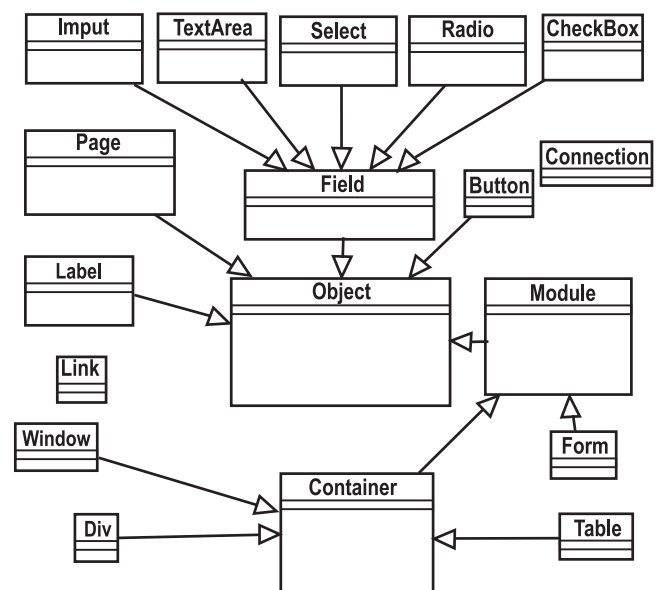 Imput
TextArea
Select
Radio
CheckBox
Page
Field
Button
Connection
Label
Object
Module
Link
Window
Container
Form
Div
Table